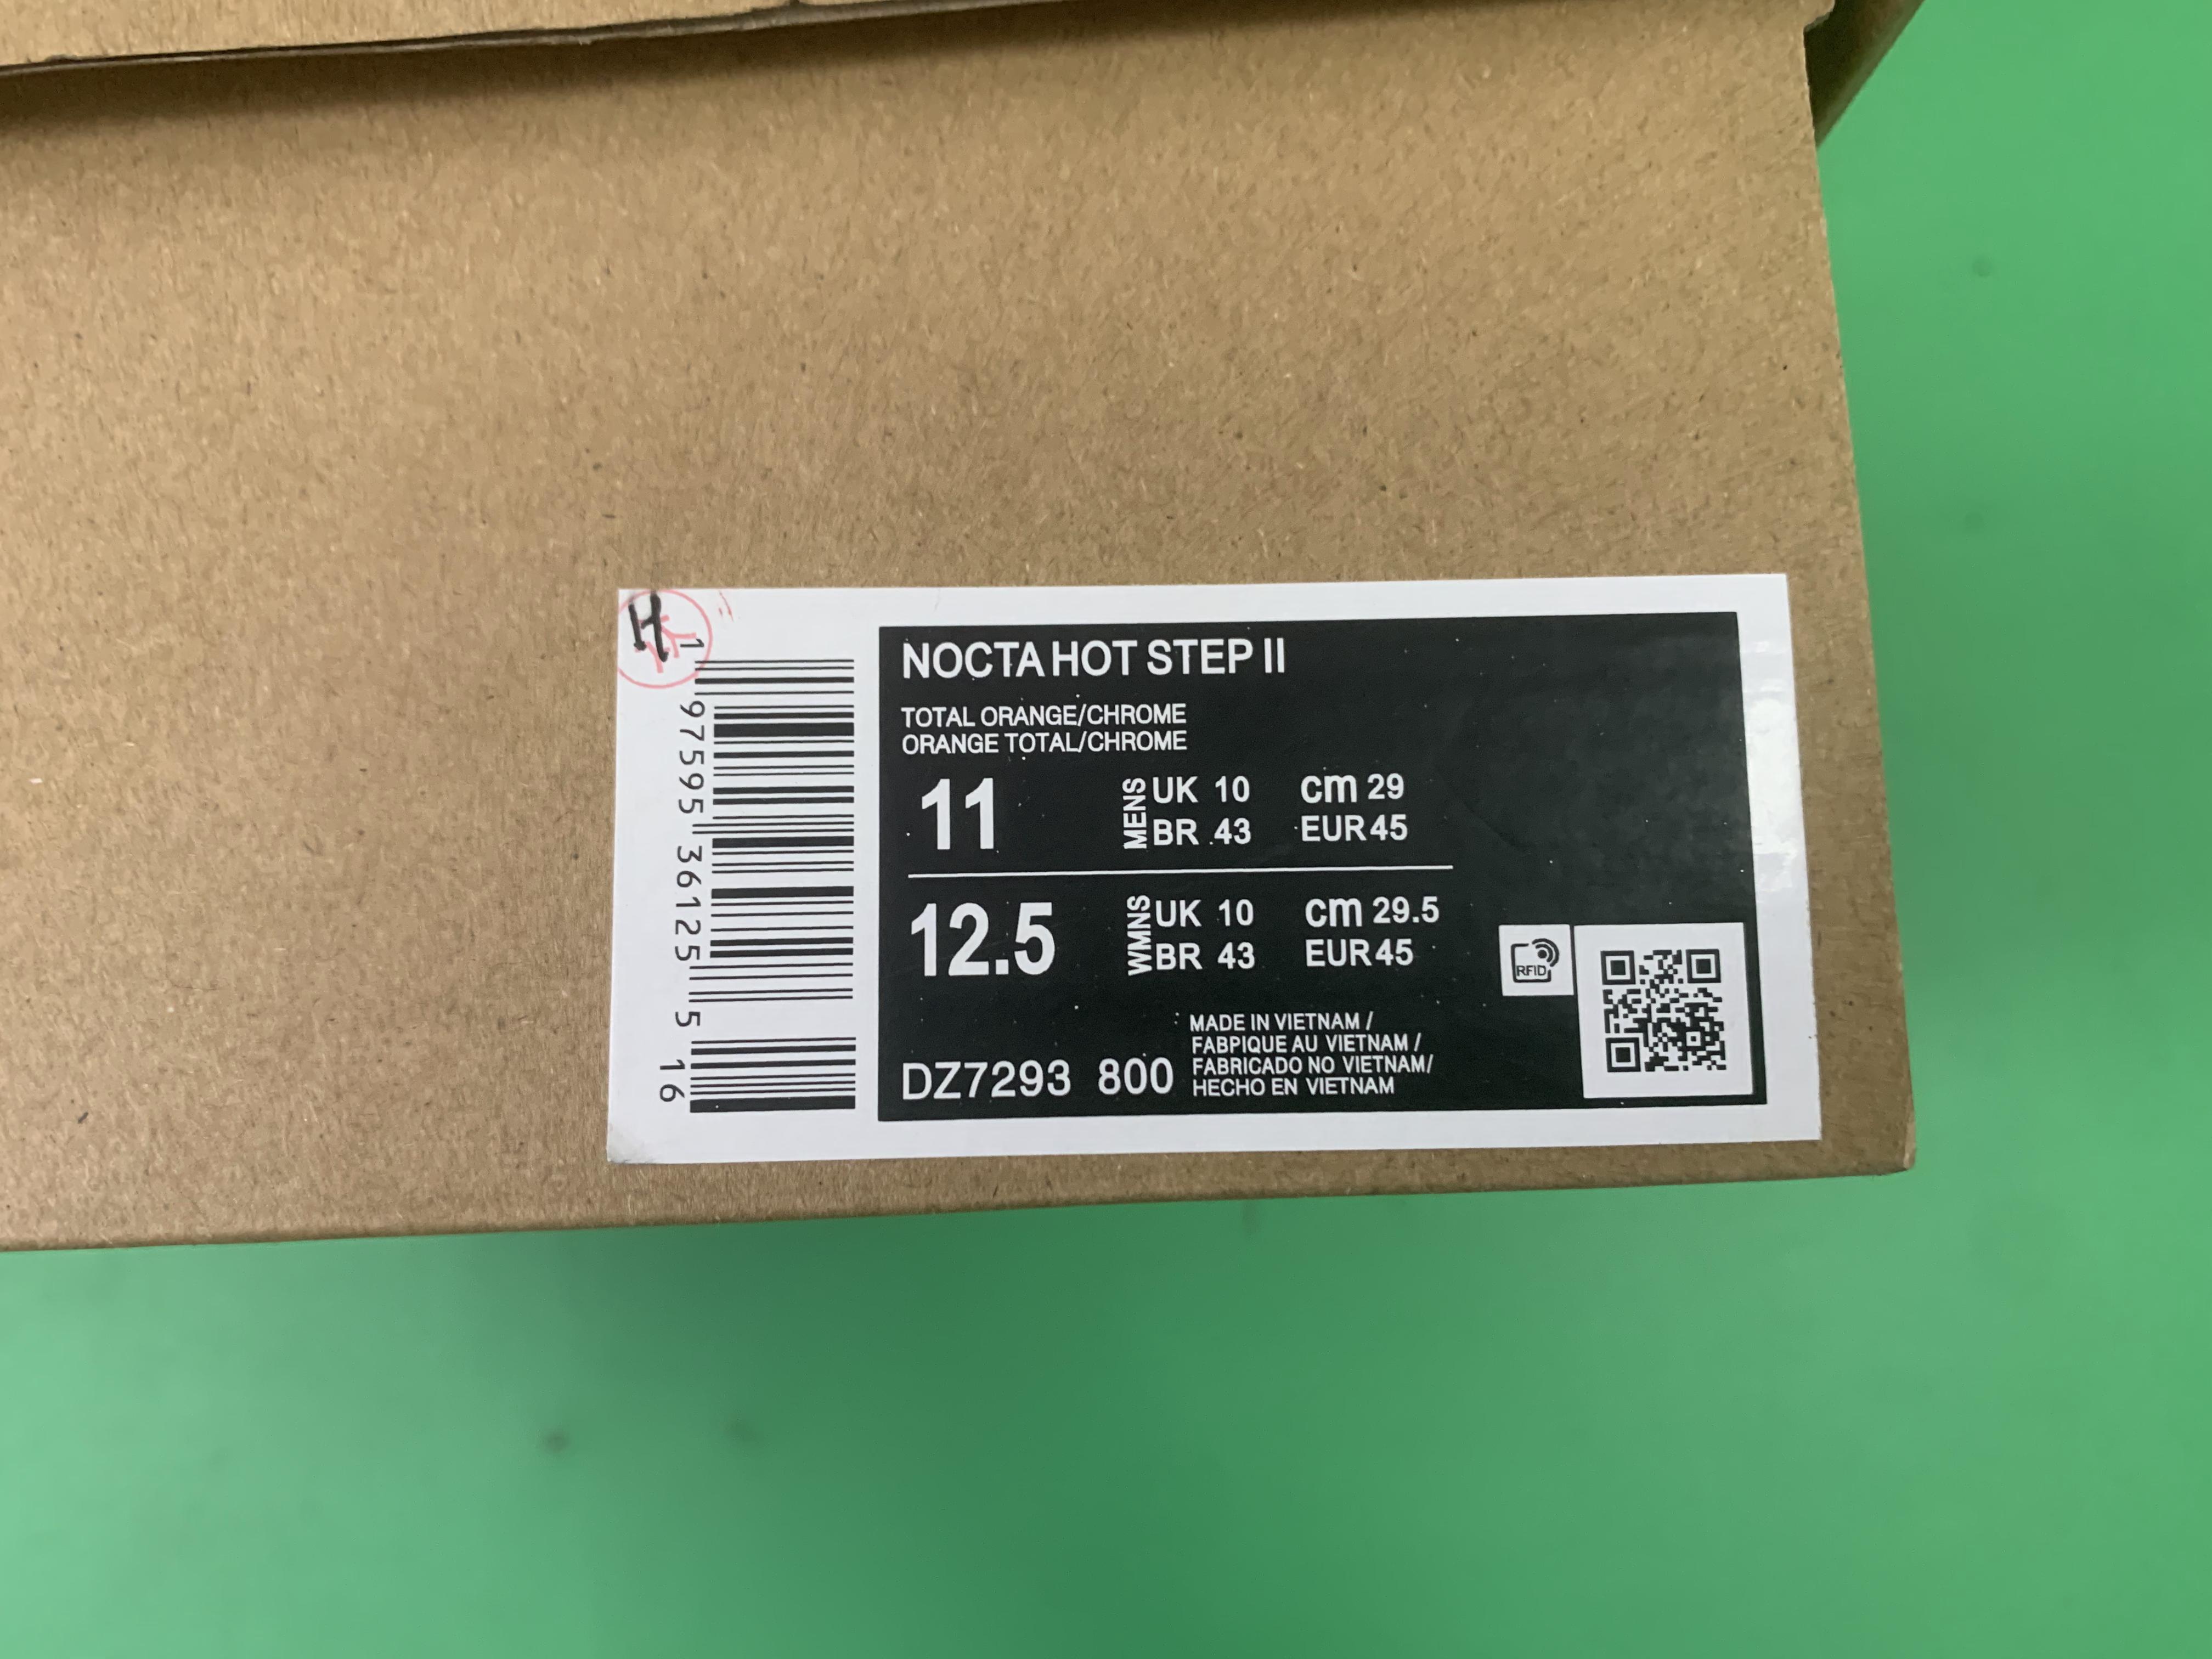 H
1 97595 36125 5 16
NOCTA HOT STEP II
TOTAL ORANGE/CHROME
ORANGE TOTAL/CHROME
11 MENS UK 10 cm 29
BR 43 EUR 45
12.5 WMNS UK 10 cm 29.5
BR 43 EUR 45
RFID
MADE IN VIETNAM /
FABPIQUE AU VIETNAM /
FABRICADO NO VIETNAM/
HECHO EN VIETNAM
DZ7293 800